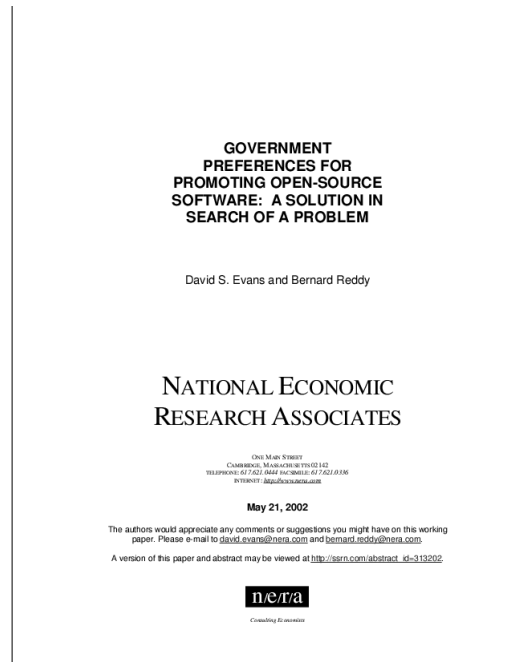 GOVERNMENT
PREFERENCES FOR
PROMOTING OPEN-SOURCE
SOFTWARE: A SOLUTION IN
SEARCH OF A PROBLEM
David S. Evans and Bernard Reddy
NATIONAL ECONOMIC
RESEARCH ASSOCIATES
ONE MAIN STREET
CAMBRIDGE, MASSACHUSETTS 02142
TELEPHONE: 617.621.0444 FACSIMILE: 617.621.0336
INTERNET: http://www.nera.com
May 21, 2002
The authors would appreciate any comments or suggestions you might have on this working
paper. Please e-mail to david.evans@nera.com and bernard.reddy@nera.com.
A version of this paper and abstract may be viewed at http://ssrn.com/abstract_id=313202.
n/e/r/a
Consulting Economists